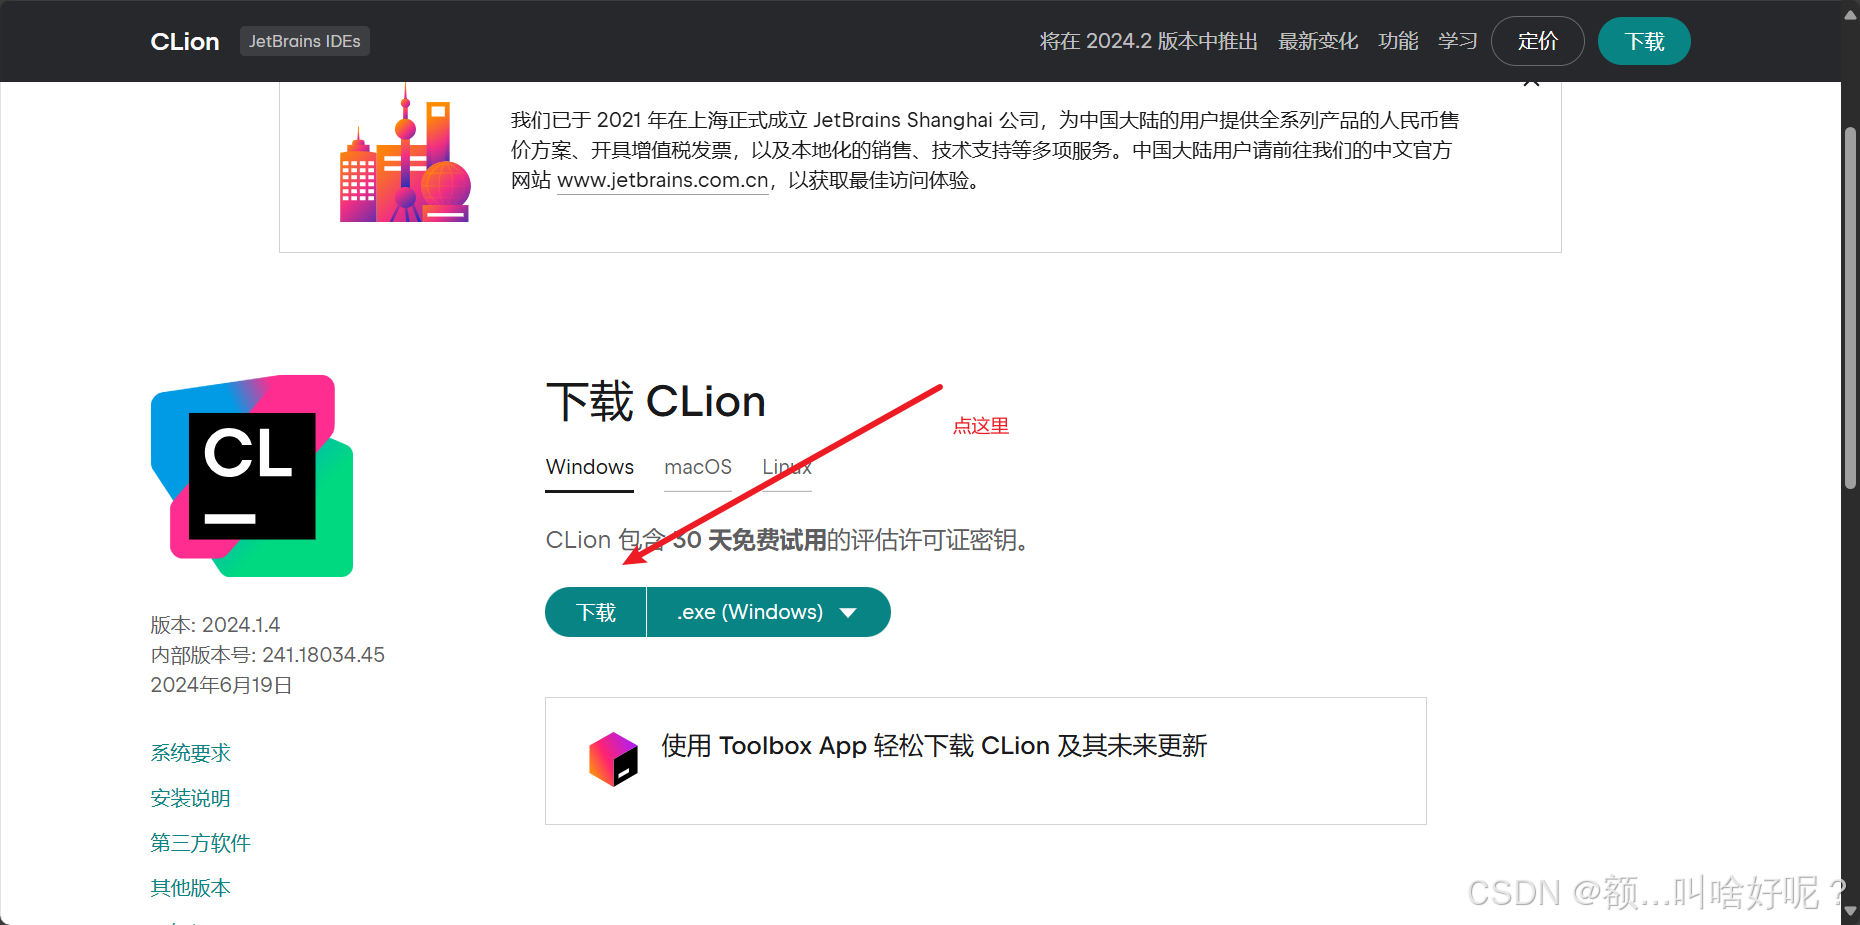 CLion JetBrains IDEs 将在 2024.2 版本中推出 最新变化 功能 学习 定价 下载
我们已于 2021 年在上海正式成立 JetBrains Shanghai 公司，为中国大陆的用户提供全系列产品的人民币售
价方案、开具增值税发票，以及本地化的销售、技术支持等多项服务。中国大陆用户请前往我们的中文官方
网站 www.jetbrains.com.cn，以获取最佳访问体验。
CL
下载 CLion
点这里
Windows macOS Linux
CLion 包含 30 天免费试用的评估许可证密钥。
下载 .exe (Windows)
版本: 2024.1.4
内部版本号: 241.18034.45
2024年6月19日
使用 Toolbox App 轻松下载 CLion 及其未来更新
系统要求
安装说明
第三方软件
其他版本
CSDN @额...叫啥好呢？